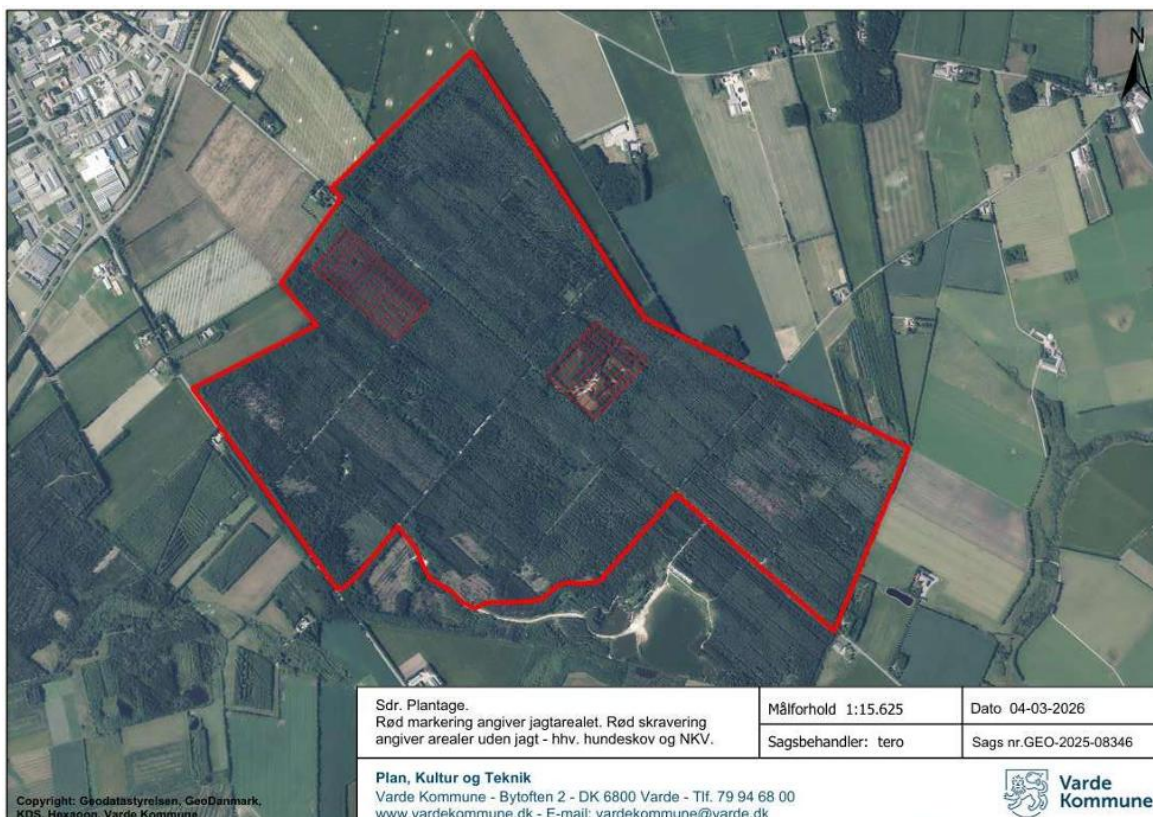 N
Sdr. Plantage.
Rød markering angiver jagtarealet. Rød skravering
angiver arealer uden jagt - hhv. hundeskov og NKV.
Målforhold 1:15.625
Dato 04-03-2026
Sagsbehandler: tero
Sags nr.GEO-2025-08346
Plan, Kultur og Teknik
Varde Kommune - Bytoften 2 - DK 6800 Varde - Tlf. 79 94 68 00
www.vardekommune.dk - E-mail: vardekommune@varde.dk
Varde
Kommune
Copyright: Geodatastyrelsen, GeoDanmark,
KDS, Hexagon, Varde Kommune